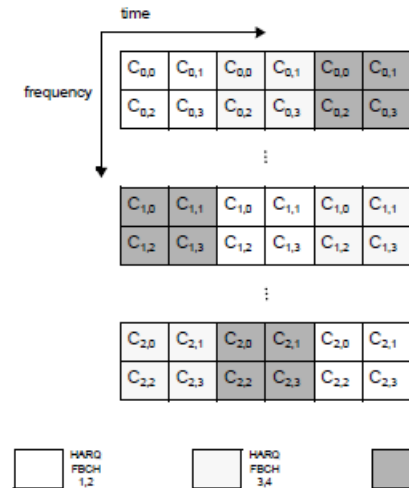 time
frequency
C0,0 C0,1 C0,0 C0,1 C0,0 C0,1
C0,2 C0,3 C0,2 C0,3 C0,2 C0,3
...
C1,0 C1,1 C1,0 C1,1 C1,0 C1,1
C1,2 C1,3 C1,2 C1,3 C1,2 C1,3
...
C2,0 C2,1 C2,0 C2,1 C2,0 C2,1
C2,2 C2,3 C2,2 C2,3 C2,2 C2,3
HARQ
FBCH
1,2
HARQ
FBCH
3,4